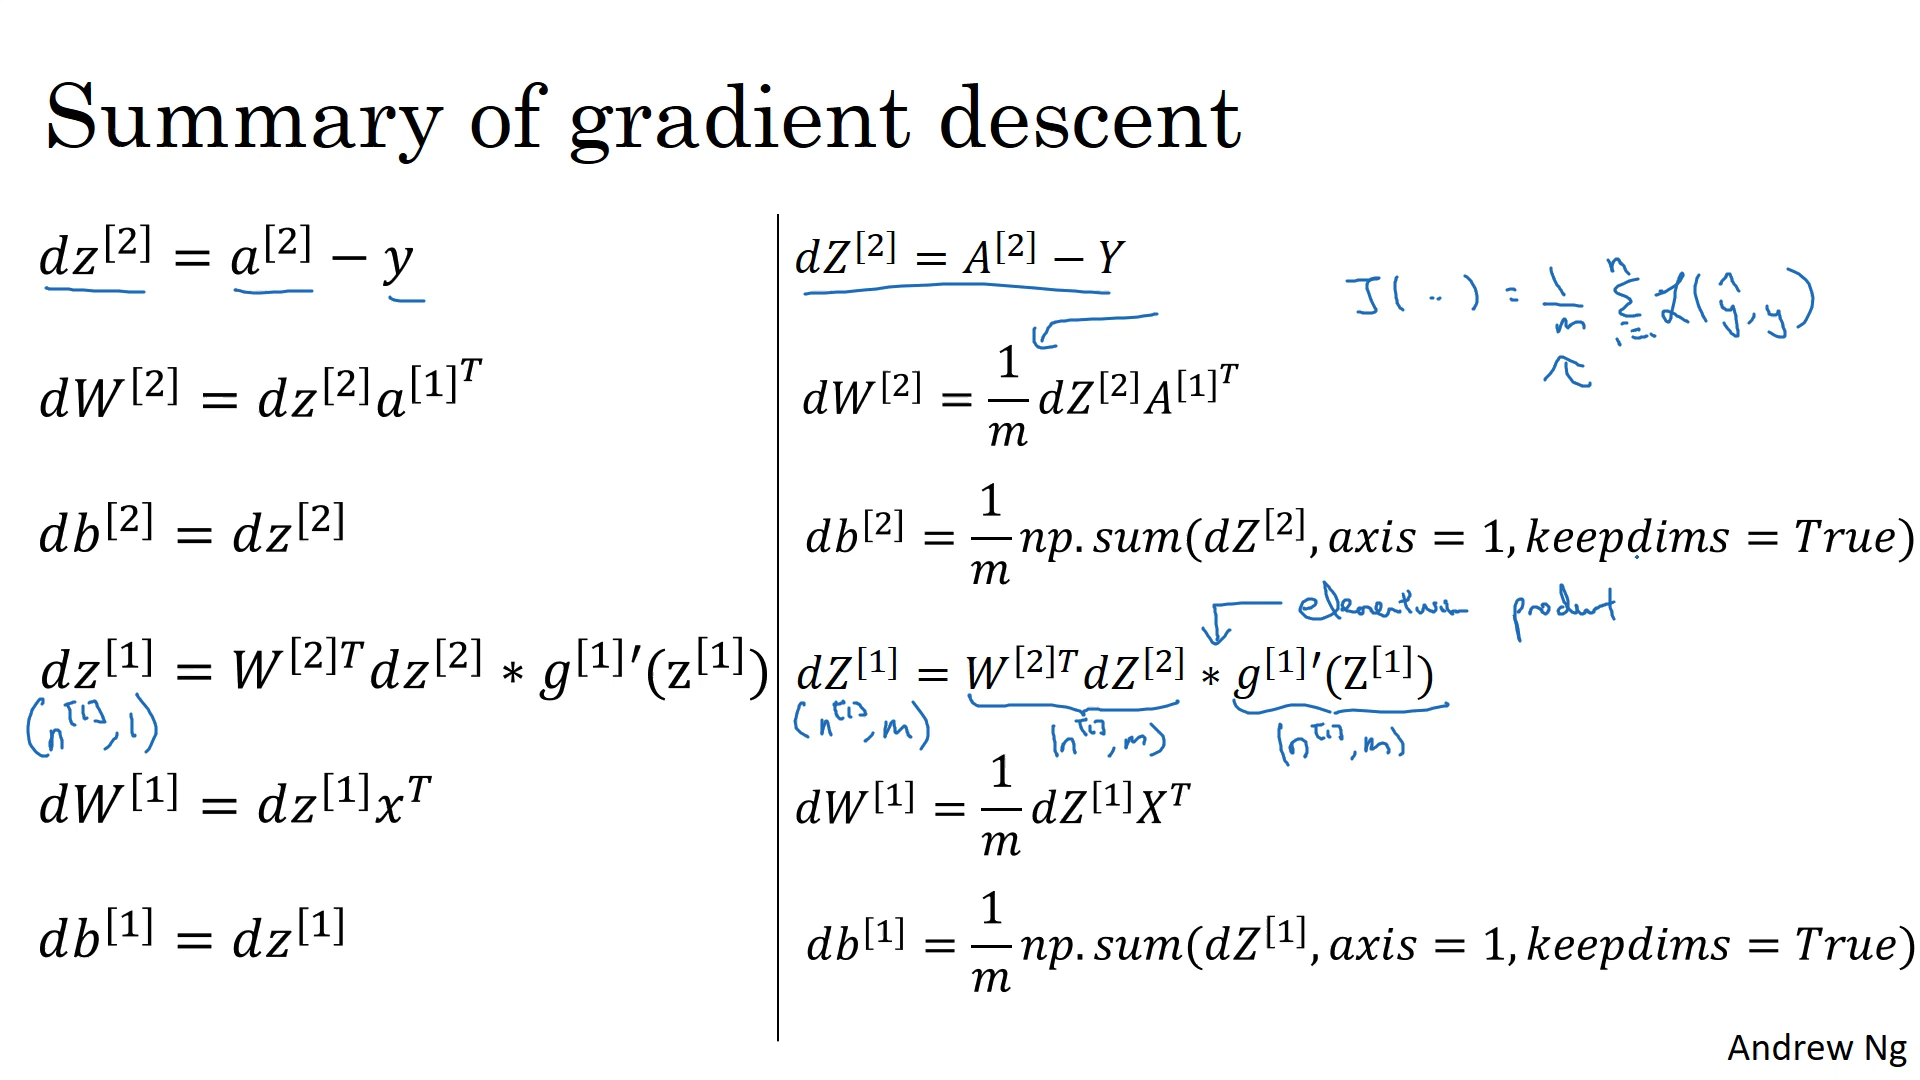 Summary of gradient descent
dz^[2] = a^[2] − y
dW^[2] = dz^[2] a^[1]^T
db^[2] = dz^[2]
dz^[1] = W^[2]T dz^[2] ∗ g^[1]′(z^[1])
(n^[1], 1)
dW^[1] = dz^[1] x^T
db^[1] = dz^[1]
dZ^[2] = A^[2] − Y
J(..) = 1/m Σ ℒ(ŷ, y)
dW^[2] = 1/m dZ^[2] A^[1]^T
db^[2] = 1/m np.sum(dZ^[2], axis = 1, keepdims = True)
elementwise product
dZ^[1] = W^[2]T dZ^[2] ∗ g^[1]′(Z^[1])
(n^[1], m) (n^[1], m) (n^[1], m)
dW^[1] = 1/m dZ^[1] X^T
db^[1] = 1/m np.sum(dZ^[1], axis = 1, keepdims = True)
Andrew Ng